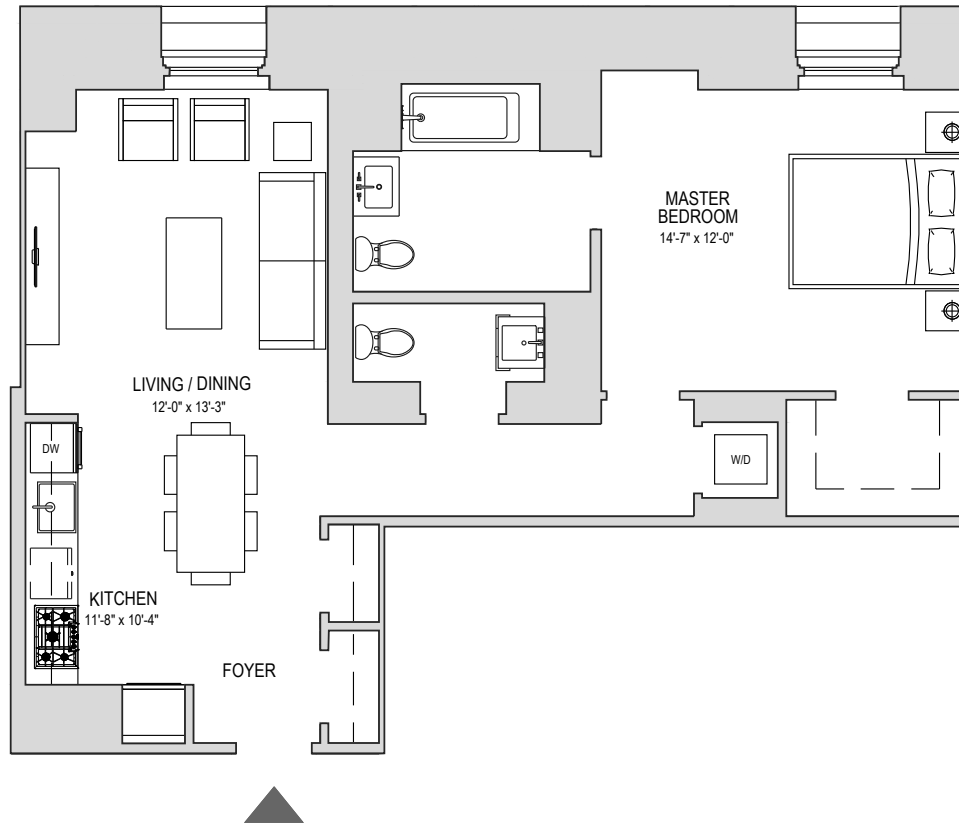 MASTER
BEDROOM
14'-7" x 12'-0"
LIVING / DINING
12'-0" x 13'-3"
DW
W/D
KITCHEN
11'-8" x 10'-4"
FOYER